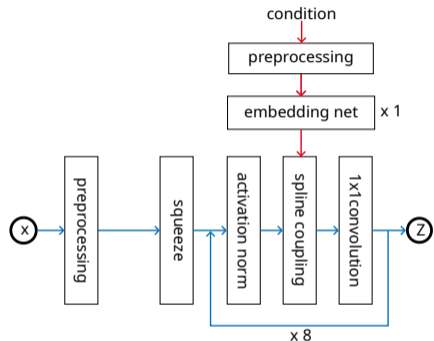 condition
preprocessing
embedding net
x 1
x
preprocessing
squeeze
activation norm
spline coupling
1x1convolution
Z
x 8